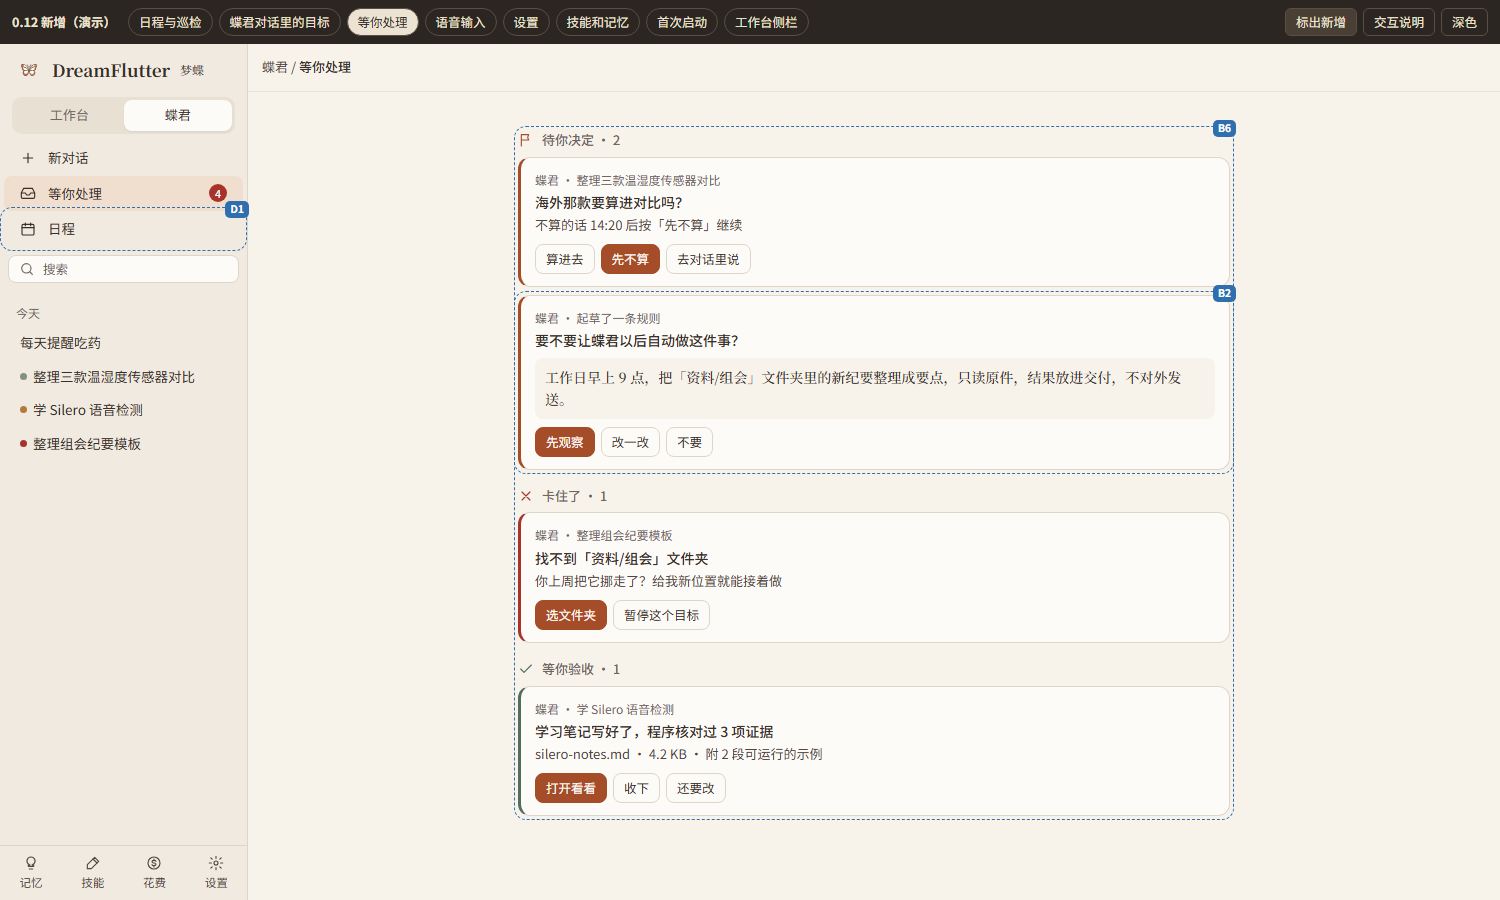 0.12 新增（演示） 日程与巡检 蝶君对话里的目标 等你处理 语音输入 设置 技能和记忆 首次启动 工作台侧栏 标出新增 交互说明 深色
DreamFlutter 梦蝶
工作台 蝶君
新对话
等你处理 4
D1
日程
搜索
今天
每天提醒吃药
整理三款温湿度传感器对比
学 Silero 语音检测
整理组会纪要模板
记忆 技能 花费 设置
蝶君 / 等你处理
B6
待你决定 • 2
蝶君 • 整理三款温湿度传感器对比
海外那款要算进对比吗？
不算的话 14:20 后按「先不算」继续
算进去 先不算 去对话里说
B2
蝶君 • 起草了一条规则
要不要让蝶君以后自动做这件事？
工作日早上 9 点，把「资料/组会」文件夹里的新纪要整理成要点，只读原件，结果放进交付，不对外发
送。
先观察 改一改 不要
卡住了 • 1
蝶君 • 整理组会纪要模板
找不到「资料/组会」文件夹
你上周把它挪走了？给我新位置就能接着做
选文件夹 暂停这个目标
等你验收 • 1
蝶君 • 学 Silero 语音检测
学习笔记写好了，程序核对过 3 项证据
silero-notes.md • 4.2 KB • 附 2 段可运行的示例
打开看看 收下 还要改